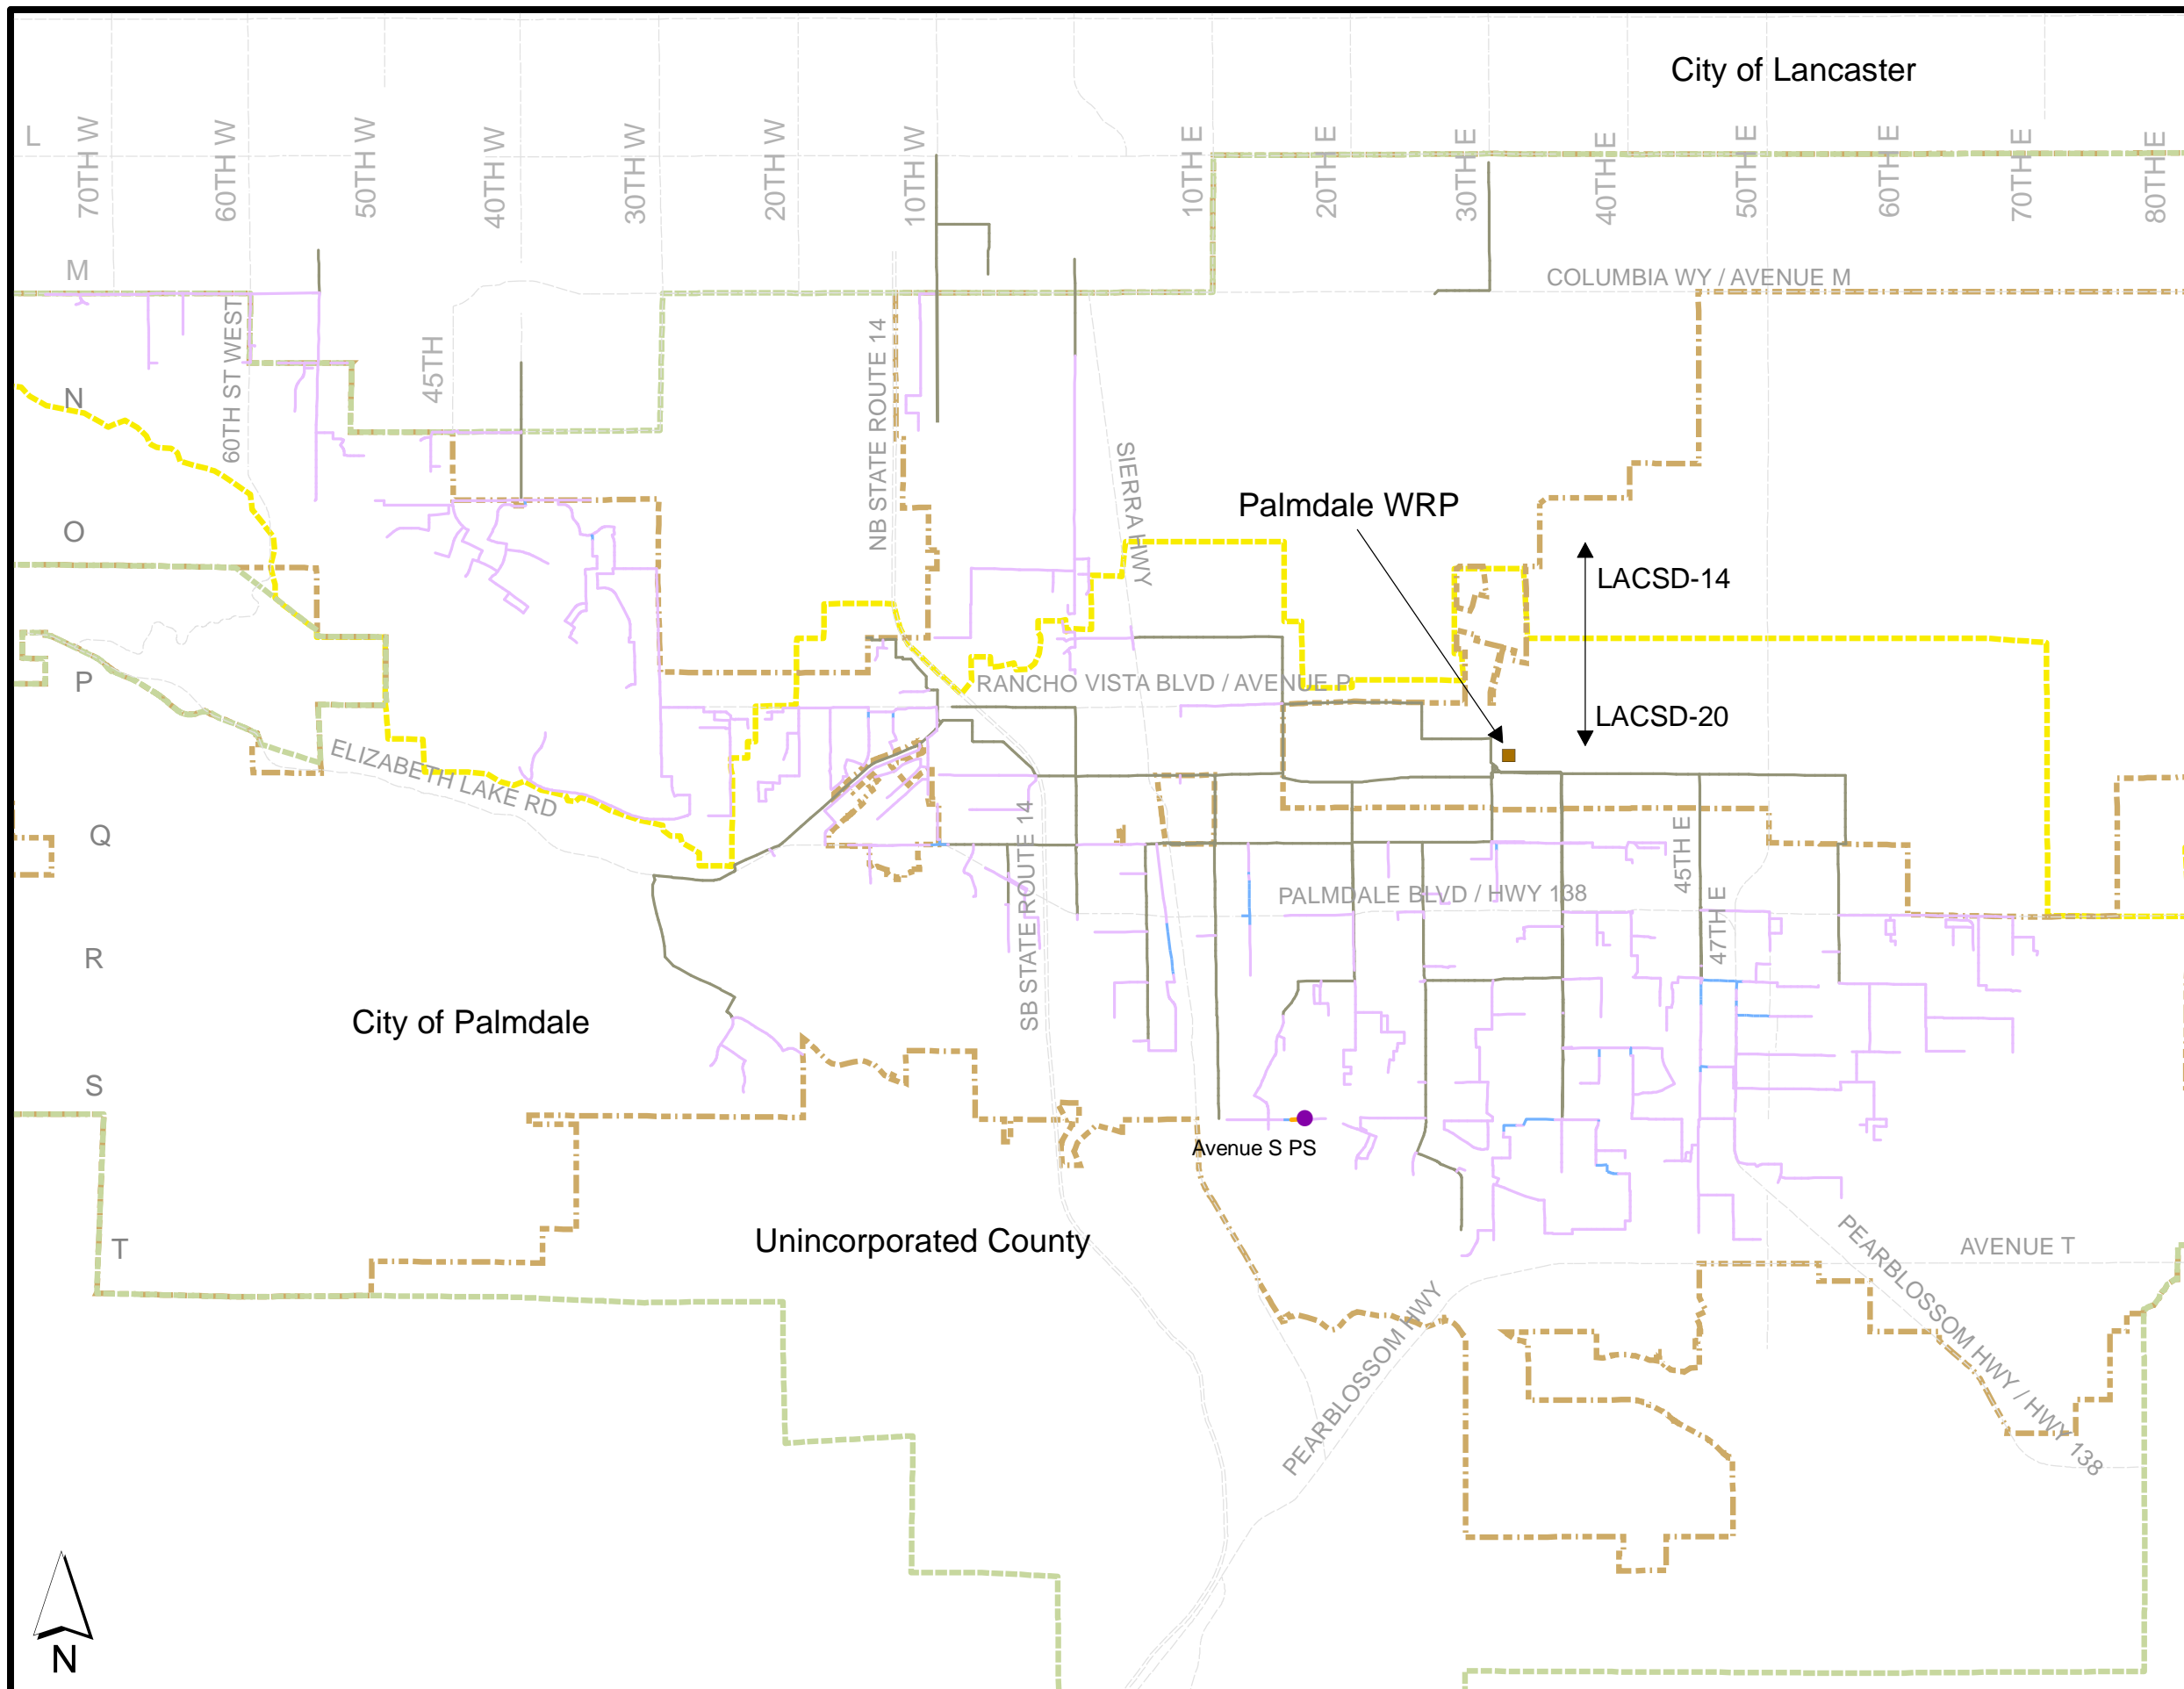 City of Lancaster
L
70TH W
60TH W
50TH W
40TH W
30TH W
20TH W
10TH W
10TH E
20TH E
30TH E
40TH E
50TH E
60TH E
70TH E
80TH E
M
COLUMBIA WY / AVENUE M
60TH ST WEST
45TH
NB STATE ROUTE 14
N
SIERRA HWY
Palmdale WRP
O
LACSD-14
P
RANCHO VISTA BLVD / AVENUE P
LACSD-20
ELIZABETH LAKE RD
Q
SB STATE ROUTE 14
45TH E
PALMDALE BLVD / HWY 138
47TH E
R
City of Palmdale
S
Avenue S PS
Unincorporated County
T
AVENUE T
PEARBLOSSOM HWY
PEARBLOSSOM HWY / HWY 138
N